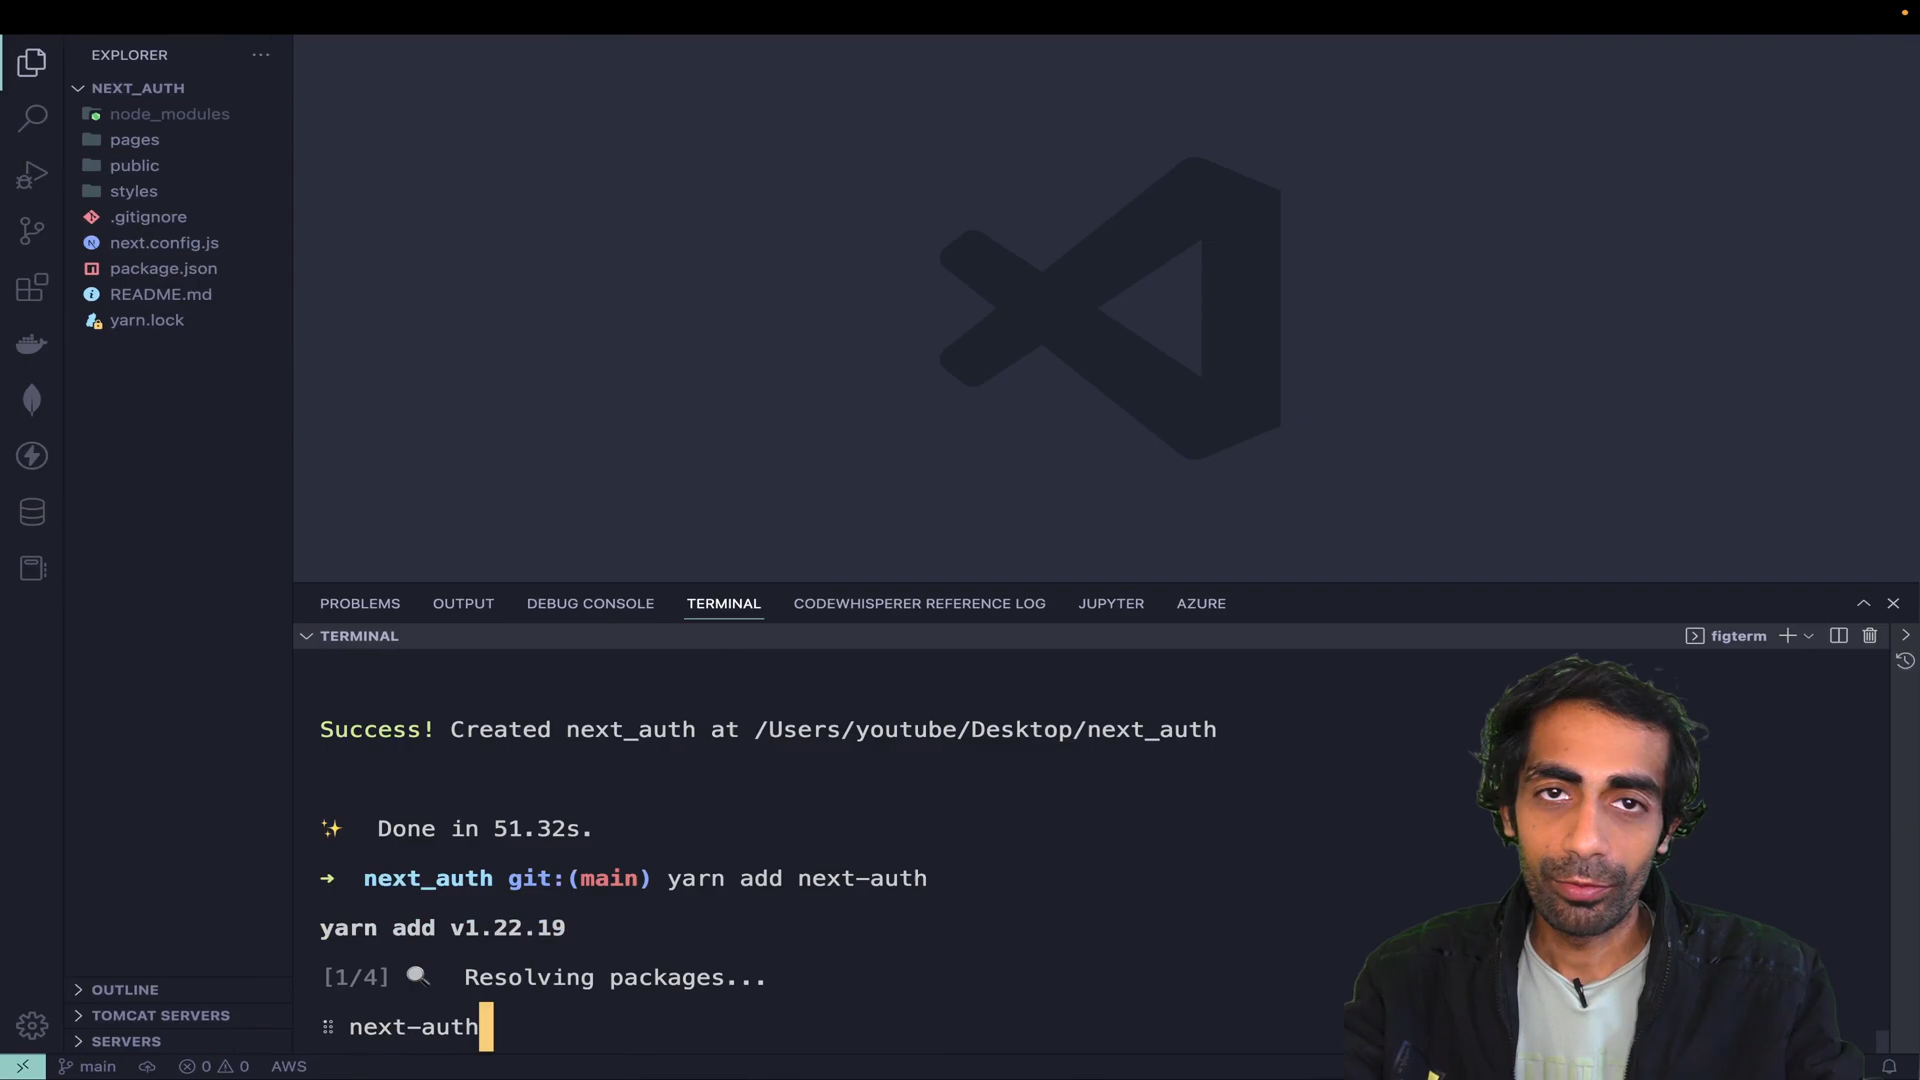 EXPLORER
NEXT_AUTH
node_modules
pages
public
styles
.gitignore
next.config.js
package.json
README.md
yarn.lock
OUTLINE
TOMCAT SERVERS
SERVERS
PROBLEMS OUTPUT DEBUG CONSOLE TERMINAL CODEWHISPERER REFERENCE LOG JUPYTER AZURE
TERMINAL figterm
Success! Created next_auth at /Users/youtube/Desktop/next_auth
✨ Done in 51.32s.
➜ next_auth git:(main) yarn add next-auth
yarn add v1.22.19
[1/4] 🔍 Resolving packages...
⠿ next-auth
main 0 0 AWS